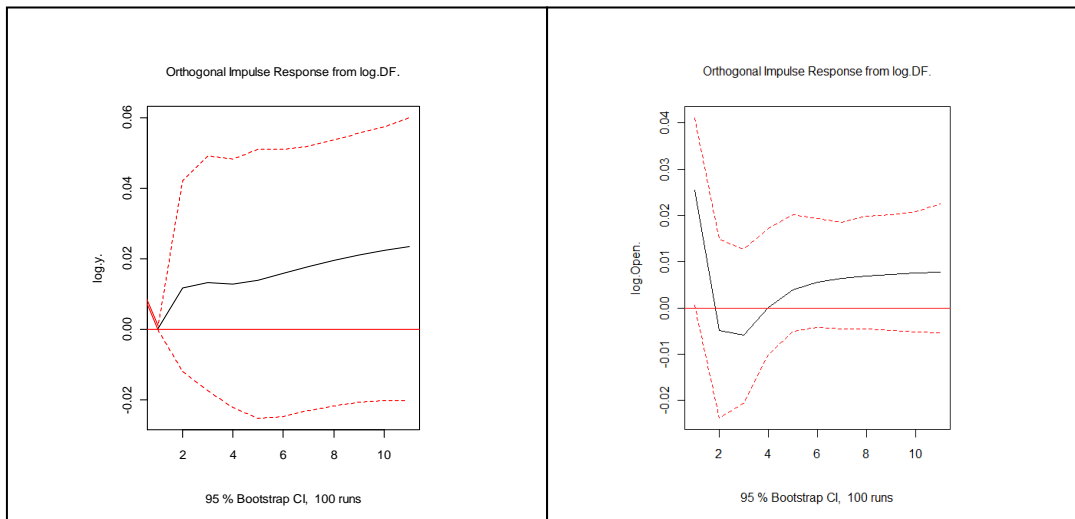 Orthogonal Impulse Response from log.DF.
log.y.
0.06
0.04
0.02
0.00
-0.02
2 4 6 8 10
95 % Bootstrap CI, 100 runs
Orthogonal Impulse Response from log.DF.
log.Open.
0.04
0.03
0.02
0.01
0.00
-0.01
-0.02
2 4 6 8 10
95 % Bootstrap CI, 100 runs